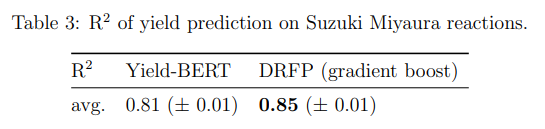 Table 3: R² of yield prediction on Suzuki Miyaura reactions.
R² Yield-BERT DRFP (gradient boost)
avg. 0.81 (± 0.01) 0.85 (± 0.01)